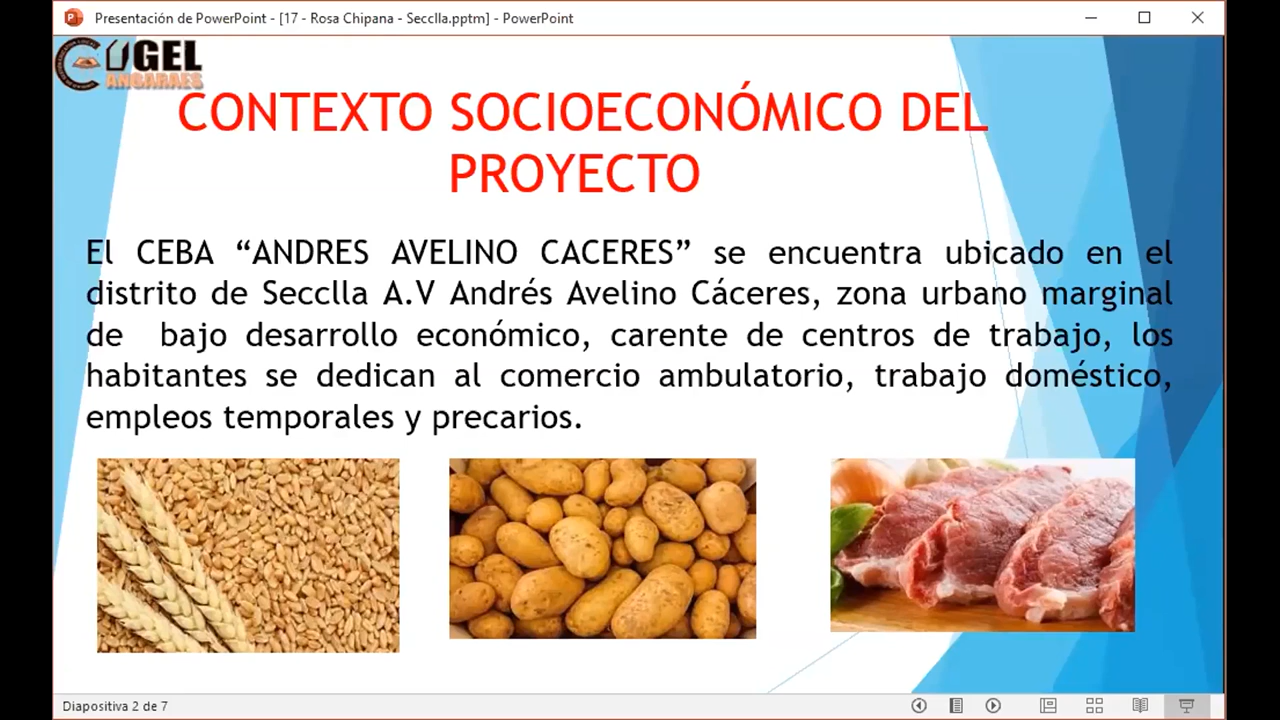 Presentación de PowerPoint - [17 - Rosa Chipana - Secclla.pptm] - PowerPoint
UGEL
ANGARAES
CONTEXTO SOCIOECONÓMICO DEL
PROYECTO
El CEBA “ANDRES AVELINO CACERES” se encuentra ubicado en el
distrito de Secclla A.V Andrés Avelino Cáceres, zona urbano marginal
de bajo desarrollo económico, carente de centros de trabajo, los
habitantes se dedican al comercio ambulatorio, trabajo doméstico,
empleos temporales y precarios.
Diapositiva 2 de 7